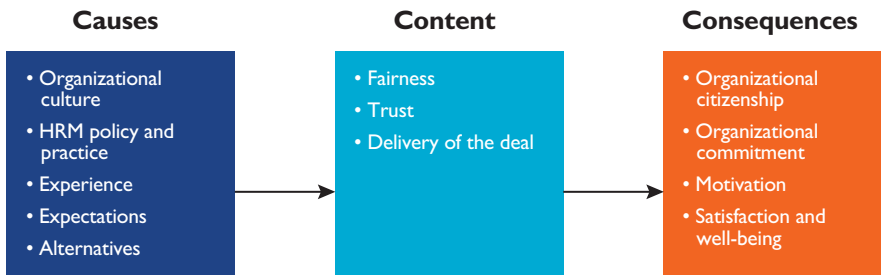 Causes
• Organizational
culture
• HRM policy and
practice
• Experience
• Expectations
• Alternatives
Content
• Fairness
• Trust
• Delivery of the deal
Consequences
• Organizational
citizenship
• Organizational
commitment
• Motivation
• Satisfaction and
well-being